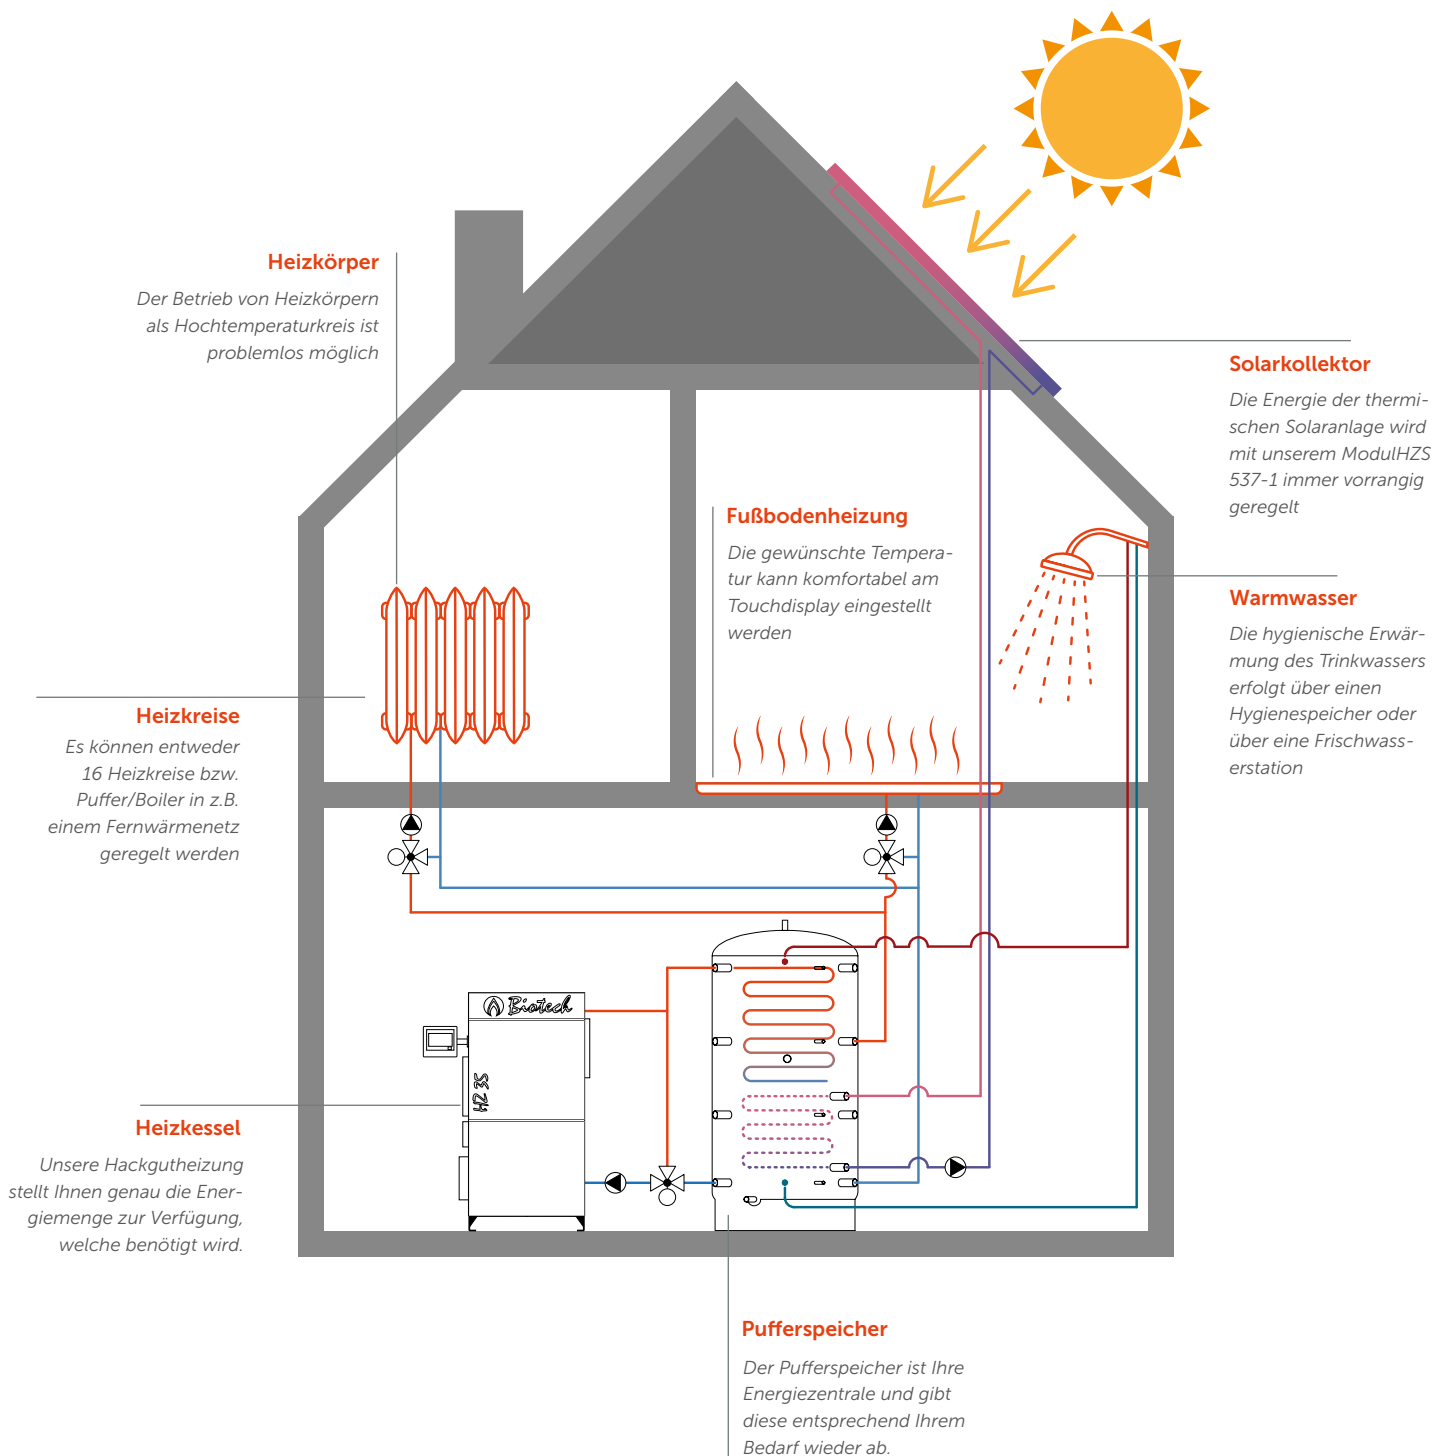 Heizkörper
Der Betrieb von Heizkörpern
als Hochtemperaturkreis ist
problemlos möglich
Solarkollektor
Die Energie der thermi-
schen Solaranlage wird
mit unserem ModulHZS
537-1 immer vorrangig
geregelt
Fußbodenheizung
Die gewünschte Tempera-
tur kann komfortabel am
Touchdisplay eingestellt
werden
Warmwasser
Die hygienische Erwär-
mung des Trinkwassers
erfolgt über einen
Hygienespeicher oder
über eine Frischwass-
erstation
Heizkreise
Es können entweder
16 Heizkreise bzw.
Puffer/Boiler in z.B.
einem Fernwärmenetz
geregelt werden
Biotech
HZ 35
Heizkessel
Unsere Hackgutheizung
stellt Ihnen genau die Ener-
giemenge zur Verfügung,
welche benötigt wird.
Pufferspeicher
Der Pufferspeicher ist Ihre
Energiezentrale und gibt
diese entsprechend Ihrem
Bedarf wieder ab.